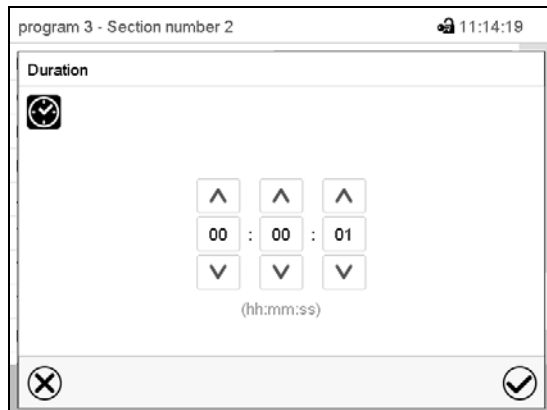 program 3 - Section number 2 11:14:19
Duration
00 : 00 : 01
(hh:mm:ss)